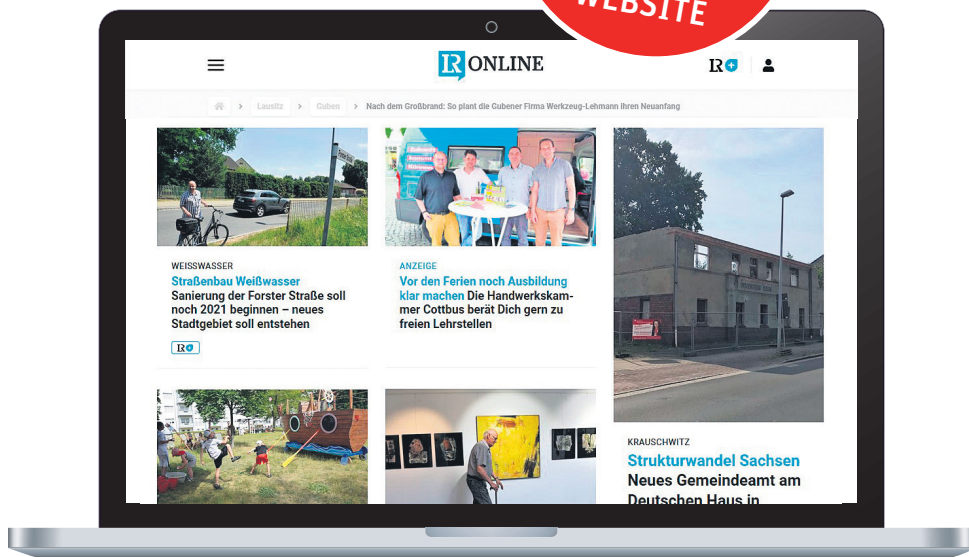 WEBSITE
LR ONLINE
LR+
Lausitz > Guben > Nach dem Großbrand: So plant die Gubener Firma Werkzeug-Lehmann Ihren Neuanfang
WEISSWASSER
Straßenbau Weißwasser
Sanierung der Forster Straße soll
noch 2021 beginnen – neues
Stadtgebiet soll entstehen
LR+
ANZEIGE
Vor den Ferien noch Ausbildung
klar machen Die Handwerkskam-
mer Cottbus berät Dich gern zu
freien Lehrstellen
KRAUSCHWITZ
Strukturwandel Sachsen
Neues Gemeindeamt am
Deutschen Haus in